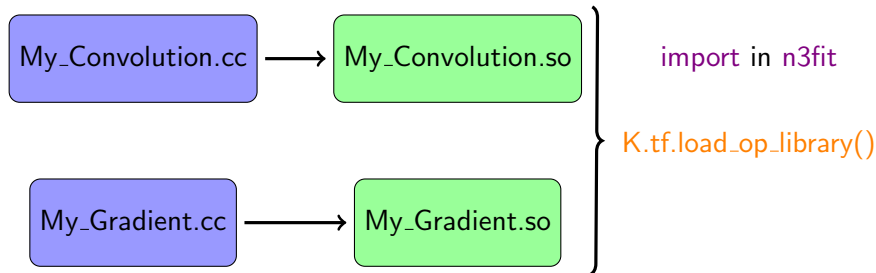 My_Convolution.cc
My_Convolution.so
import in n3fit
K.tf.load_op_library()
My_Gradient.cc
My_Gradient.so